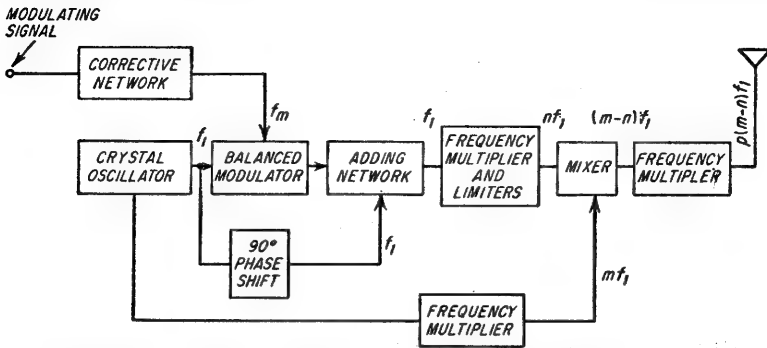 MODULATING
SIGNAL
CORRECTIVE
NETWORK
fm
f1
CRYSTAL
OSCILLATOR
BALANCED
MODULATOR
ADDING
NETWORK
f1
FREQUENCY
MULTIPLIER
AND
LIMITERS
nf1
(m-n)f1
MIXER
FREQUENCY
MULTIPLER
p(m-n)f1
90°
PHASE
SHIFT
f1
mf1
FREQUENCY
MULTIPLIER